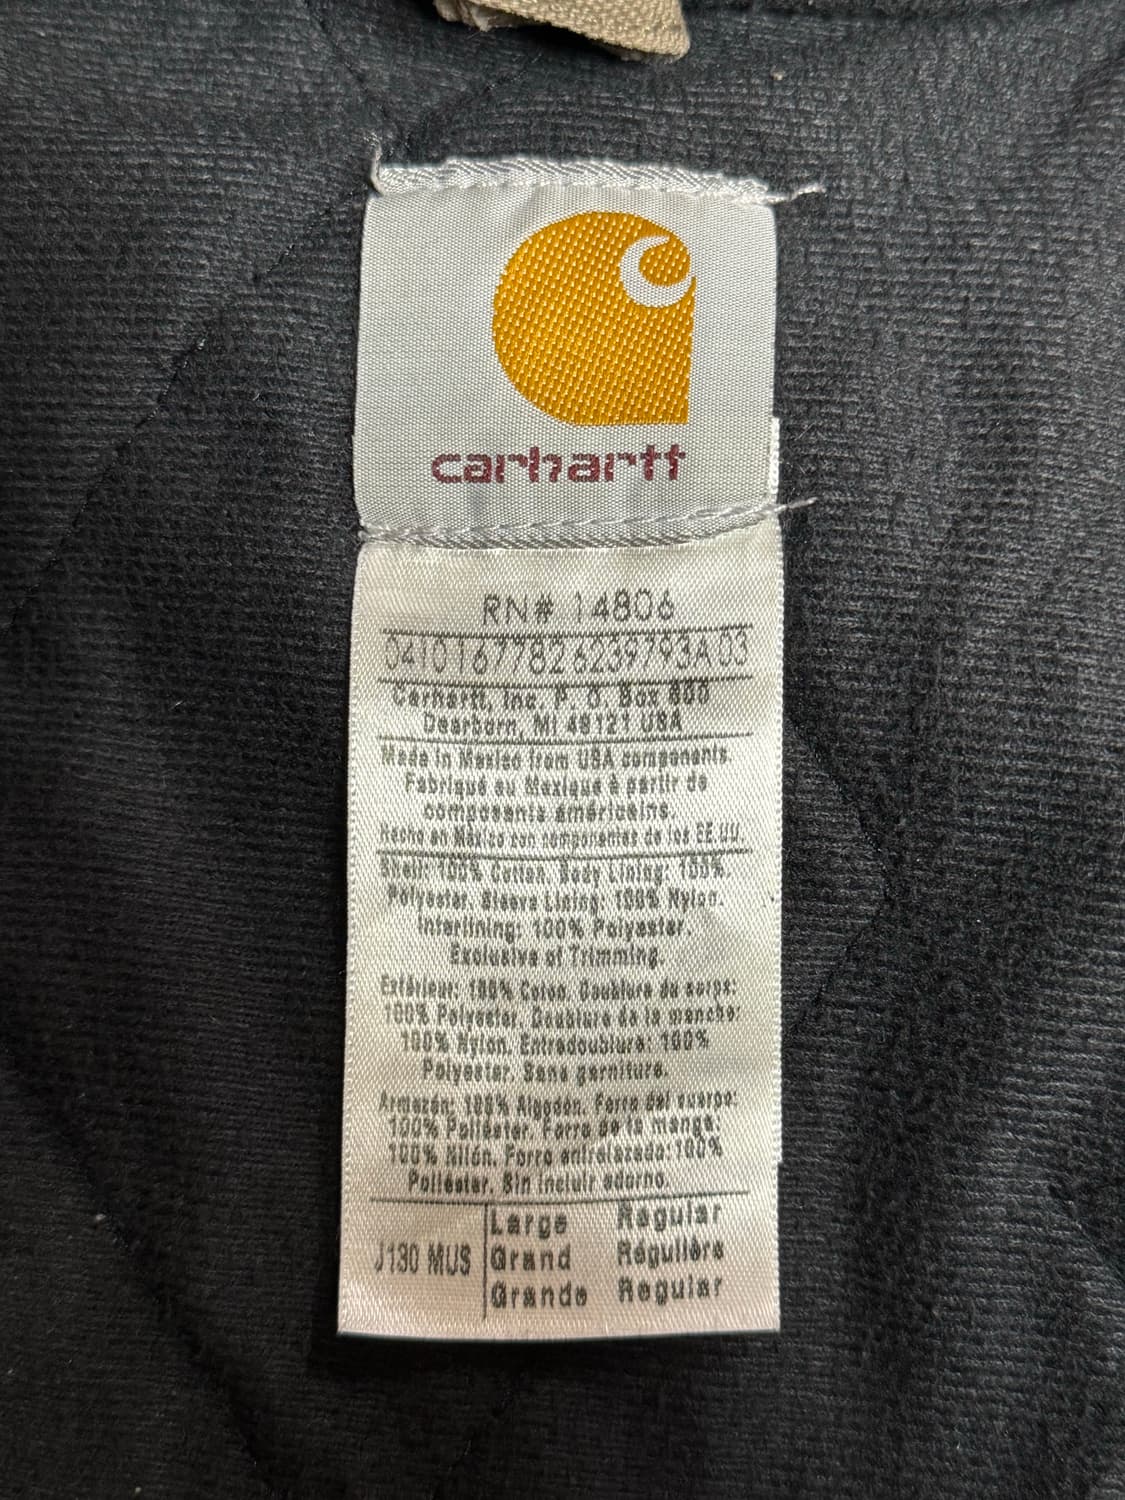 carhartt
RN# 14806
04101677826239793A03
Carhartt, Inc. P. O. Box 600
Dearborn, MI 48121 USA
Made in Mexico from USA components.
Fabriqué au Mexique à partir de
composants américains.
Hecho en México con componentes de los EE UU.
Shell: 100% Cotton. Body Lining: 100%
Polyester. Sleeve Lining: 100% Nylon.
Interlining: 100% Polyester.
Exclusive of Trimming.
Extérieur: 100% Coton. Doublure du corps:
100% Polyester. Doublure de la manche:
100% Nylon. Entredoublure: 100%
Polyester. Sans garniture.
Armazón: 100% Algodón. Forro del cuerpo:
100% Poliéster. Forro de la manga:
100% Nilón. Forro entrelazado: 100%
Poliéster. Sin incluir adorno.
J130 MUS
Large Regular
Grand Régulière
Grande Regular